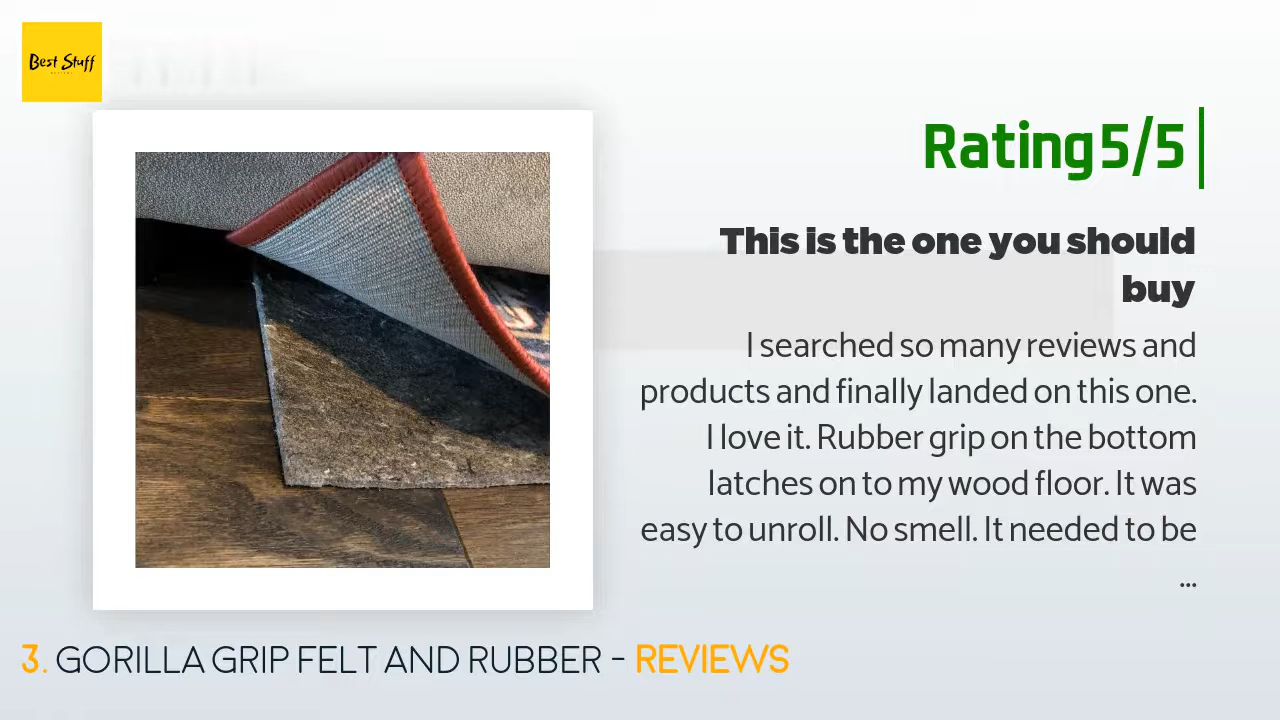 Best Stuff
Rating 5/5
This is the one you should
buy
I searched so many reviews and
products and finally landed on this one.
I love it. Rubber grip on the bottom
latches on to my wood floor. It was
easy to unroll. No smell. It needed to be
...
3. GORILLA GRIP FELT AND RUBBER - REVIEWS